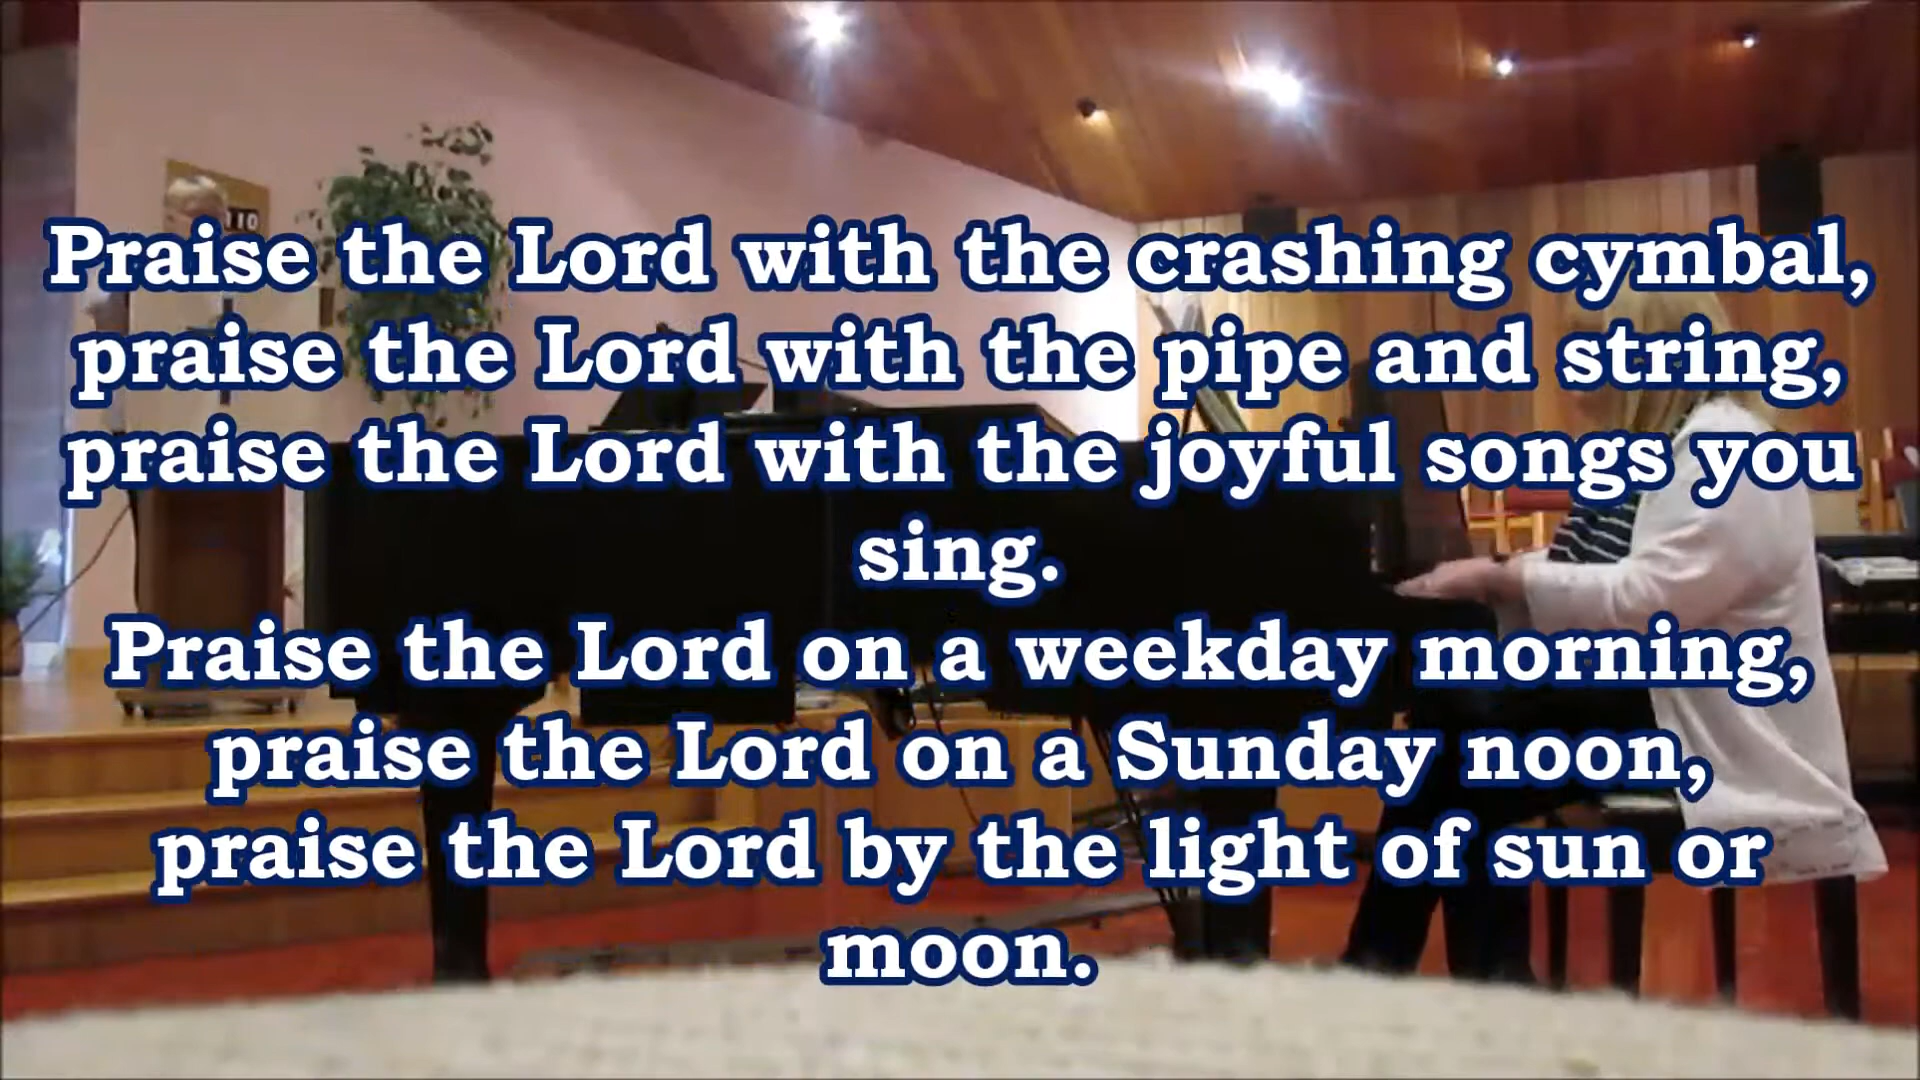 110
Praise the Lord with the crashing cymbal,
praise the Lord with the pipe and string,
praise the Lord with the joyful songs you
sing.
Praise the Lord on a weekday morning,
praise the Lord on a Sunday noon,
praise the Lord by the light of sun or
moon.